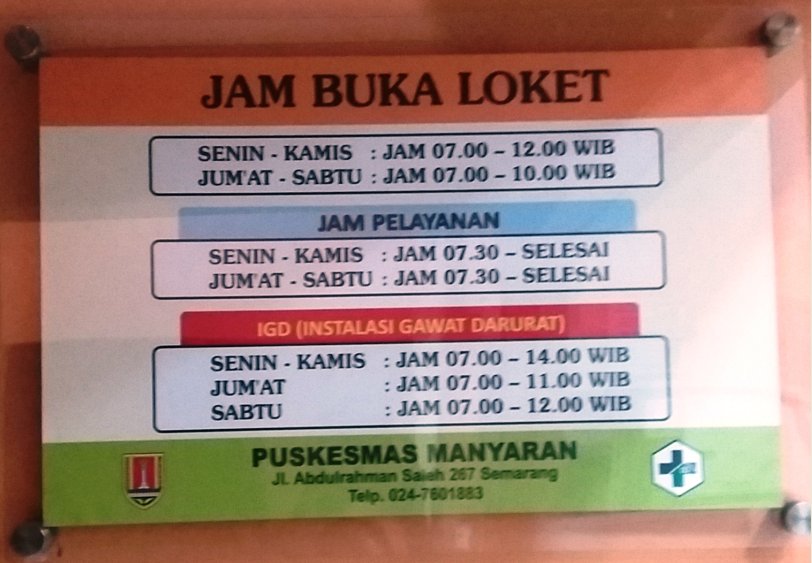 JAM BUKA LOKET
SENIN - KAMIS : JAM 07.00 – 12.00 WIB
JUM'AT - SABTU : JAM 07.00 – 10.00 WIB
JAM PELAYANAN
SENIN - KAMIS : JAM 07.30 – SELESAI
JUM'AT - SABTU : JAM 07.30 – SELESAI
IGD (INSTALASI GAWAT DARURAT)
SENIN - KAMIS : JAM 07.00 – 14.00 WIB
JUM'AT : JAM 07.00 – 11.00 WIB
SABTU : JAM 07.00 – 12.00 WIB
PUSKESMAS MANYARAN
Jl. Abdulrahman Saleh 267 Semarang
Telp. 024-7601883